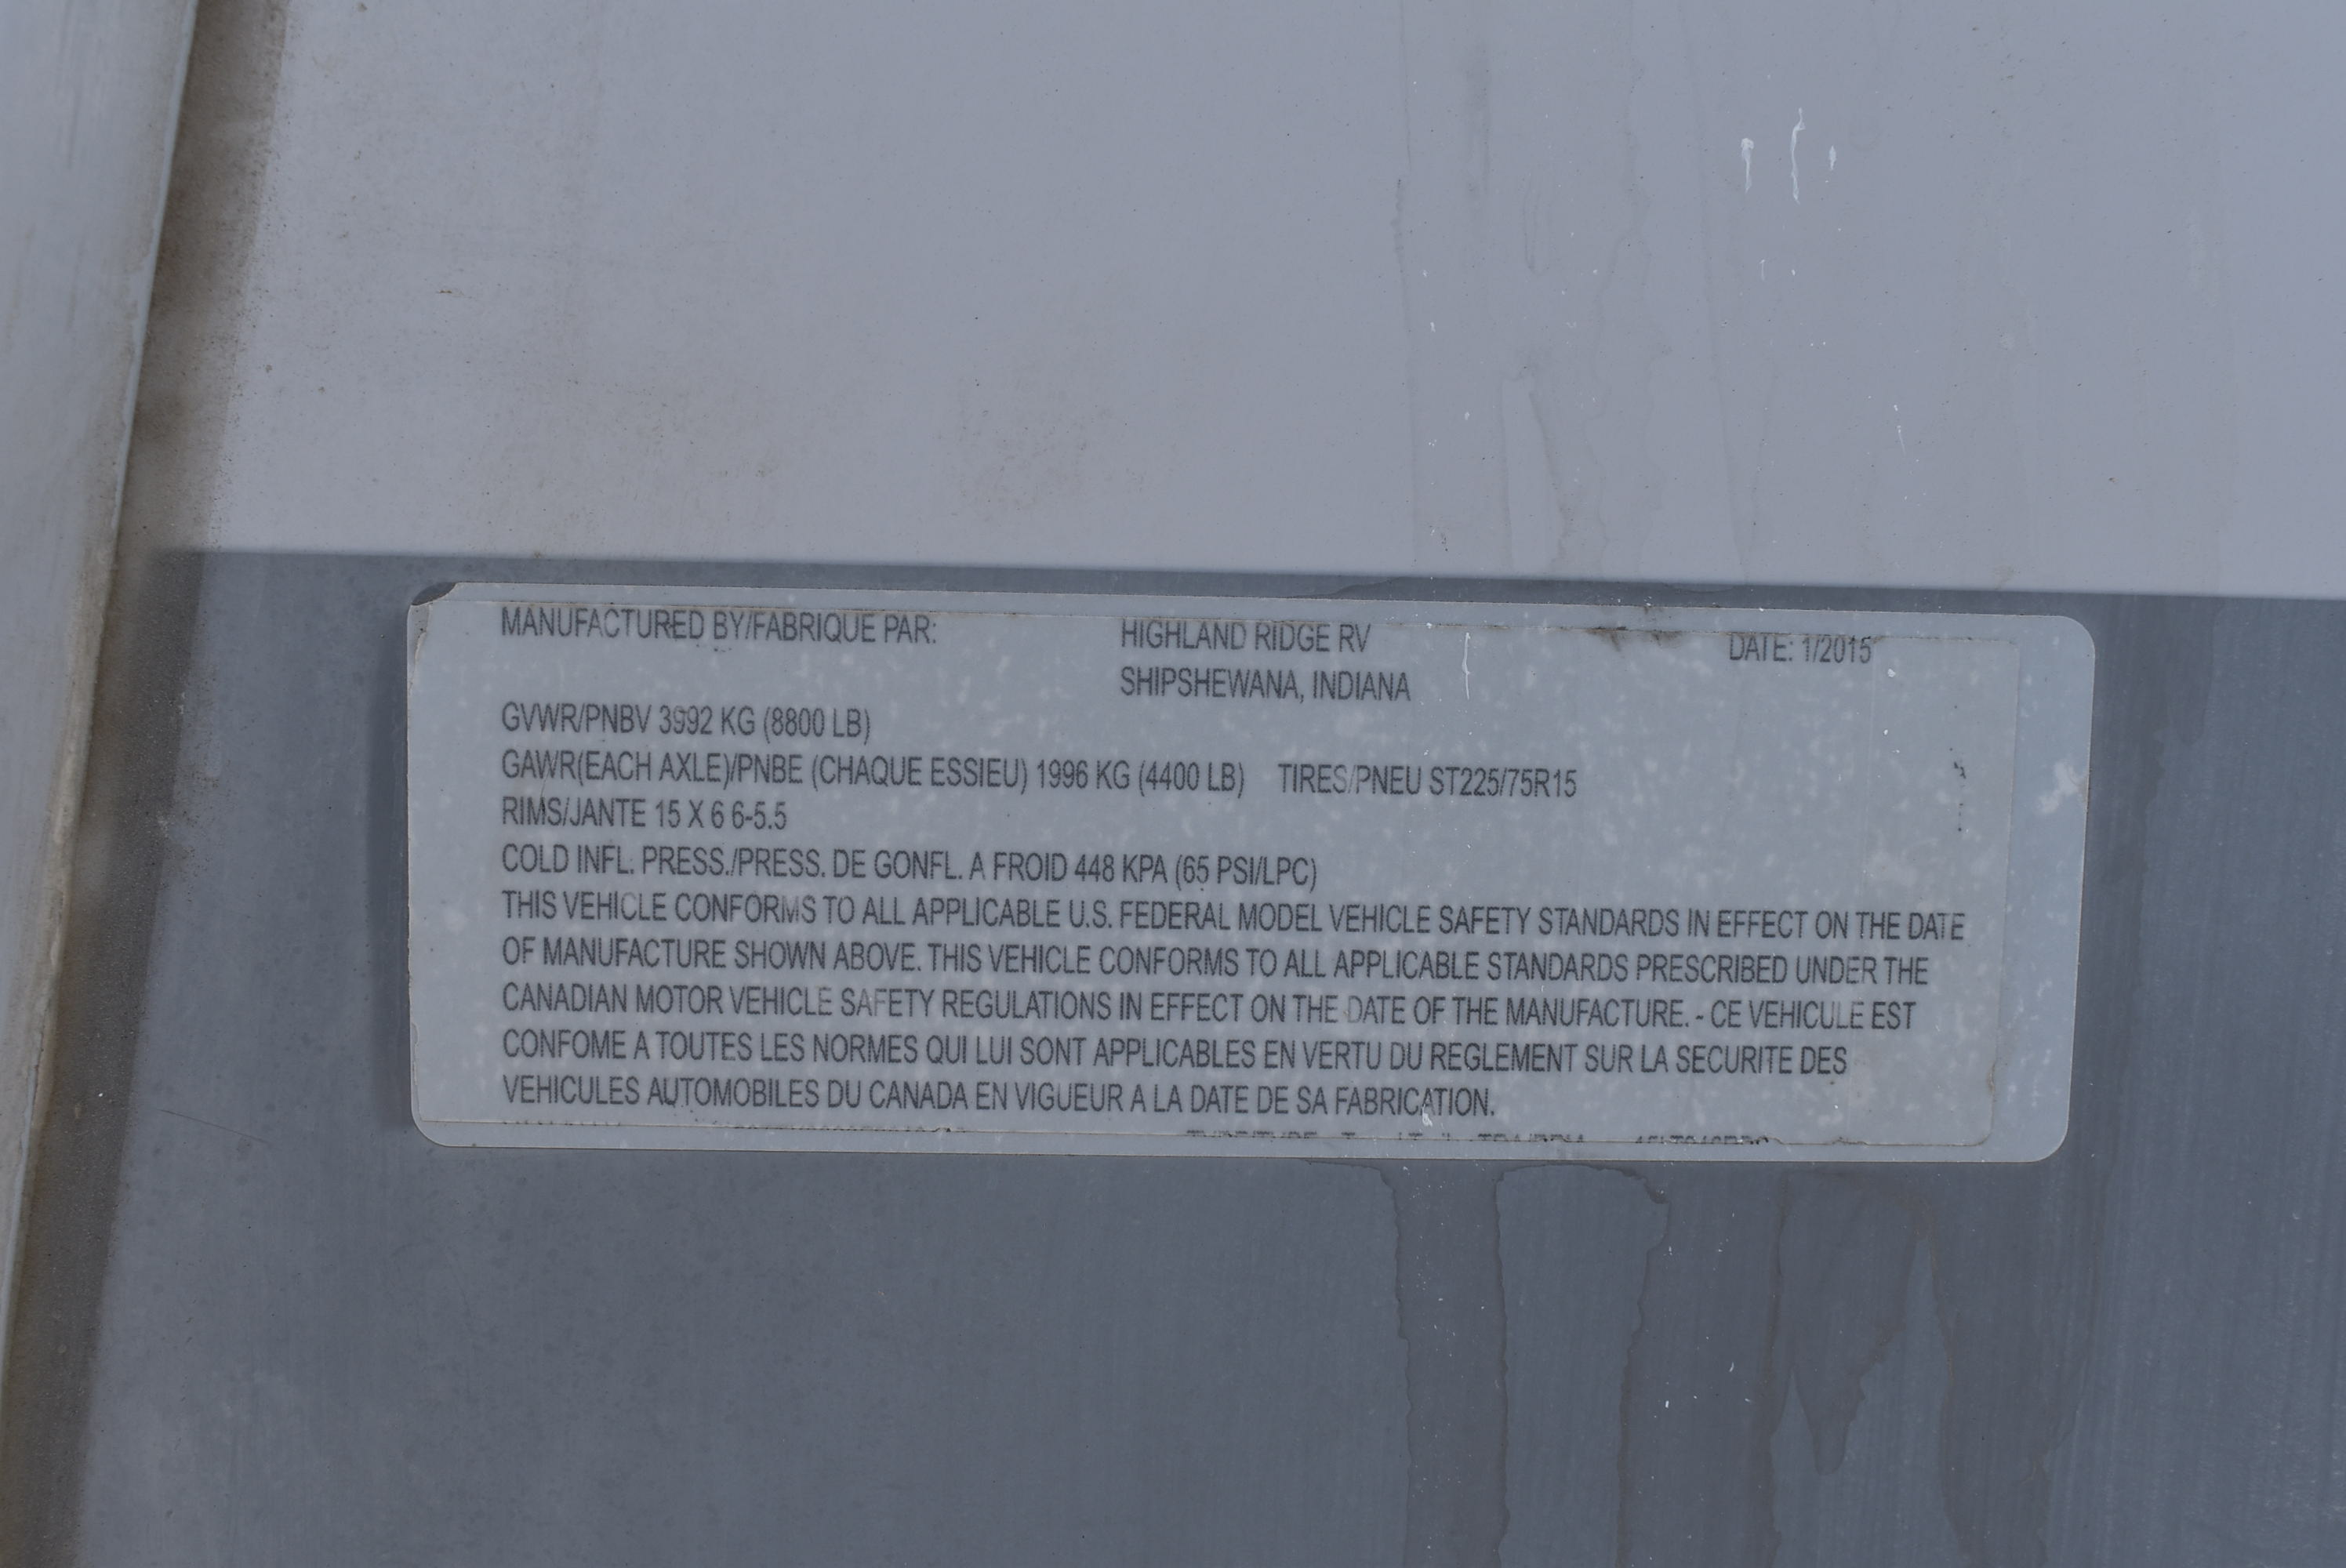 MANUFACTURED BY/FABRIQUE PAR: HIGHLAND RIDGE RV DATE: 1/2015
SHIPSHEWANA, INDIANA
GVWR/PNBV 3992 KG (8800 LB)
GAWR(EACH AXLE)/PNBE (CHAQUE ESSIEU) 1996 KG (4400 LB) TIRES/PNEU ST225/75R15
RIMS/JANTE 15 X 6 6-5.5
COLD INFL. PRESS./PRESS. DE GONFL. A FROID 448 KPA (65 PSI/LPC)
THIS VEHICLE CONFORMS TO ALL APPLICABLE U.S. FEDERAL MODEL VEHICLE SAFETY STANDARDS IN EFFECT ON THE DATE
OF MANUFACTURE SHOWN ABOVE. THIS VEHICLE CONFORMS TO ALL APPLICABLE STANDARDS PRESCRIBED UNDER THE
CANADIAN MOTOR VEHICLE SAFETY REGULATIONS IN EFFECT ON THE DATE OF THE MANUFACTURE. - CE VEHICULE EST
CONFOME A TOUTES LES NORMES QUI LUI SONT APPLICABLES EN VERTU DU REGLEMENT SUR LA SECURITE DES
VEHICULES AUTOMOBILES DU CANADA EN VIGUEUR A LA DATE DE SA FABRICATION.